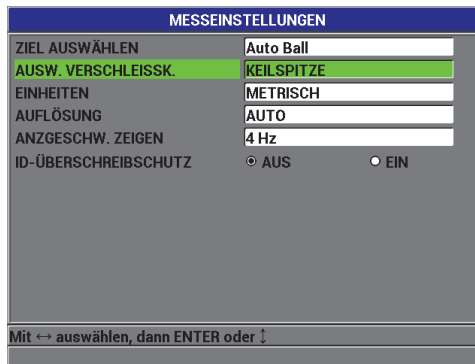 MESSEINSTELLUNGEN
ZIEL AUSWÄHLEN Auto Ball
AUSW. VERSCHLEISSK. KEILSPITZE
EINHEITEN METRISCH
AUFLÖSUNG AUTO
ANZGESCHW. ZEIGEN 4 Hz
ID-ÜBERSCHREIBSCHUTZ AUS EIN
Mit ↔ auswählen, dann ENTER oder ↕